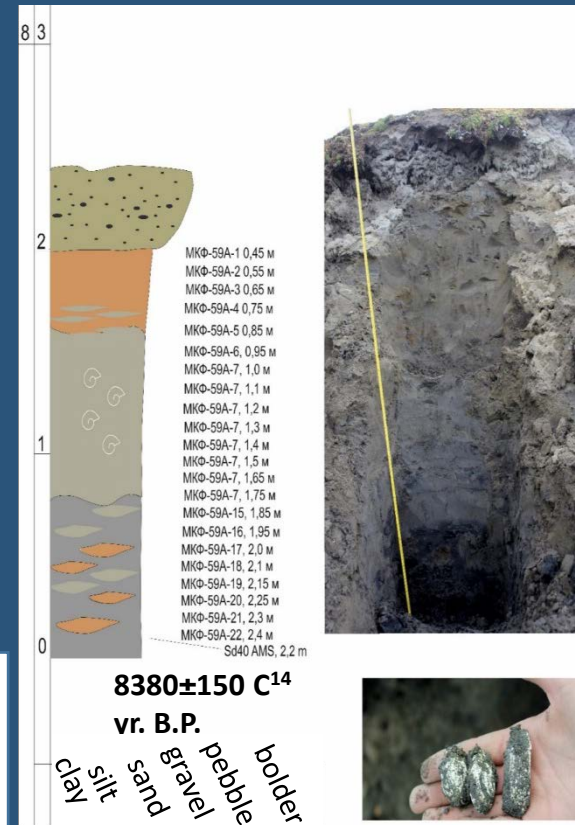 8 3
2
МКФ-59А-1 0,45 м
МКФ-59А-2 0,55 м
МКФ-59А-3 0,65 м
МКФ-59А-4 0,75 м
МКФ-59А-5 0,85 м
МКФ-59А-6, 0,95 м
МКФ-59А-7, 1,0 м
МКФ-59А-7, 1,1 м
МКФ-59А-7, 1,2 м
МКФ-59А-7, 1,3 м
МКФ-59А-7, 1,4 м
МКФ-59А-7, 1,5 м
МКФ-59А-7, 1,65 м
МКФ-59А-7, 1,75 м
МКФ-59А-15, 1,85 м
МКФ-59А-16, 1,95 м
МКФ-59А-17, 2,0 м
МКФ-59А-18, 2,1 м
МКФ-59А-19, 2,15 м
МКФ-59А-20, 2,25 м
МКФ-59А-21, 2,3 м
МКФ-59А-22, 2,4 м
Sd40 AMS, 2,2 m
1
0
8380±150 C¹⁴
vr. B.P.
clay
silt
sand
gravel
pebble
bolder